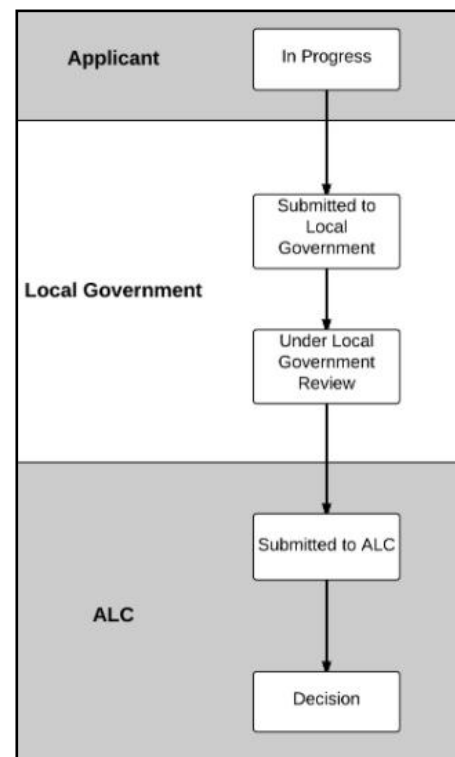 Applicant
In Progress
Submitted to
Local
Government
Local Government
Under Local
Government
Review
Submitted to ALC
ALC
Decision